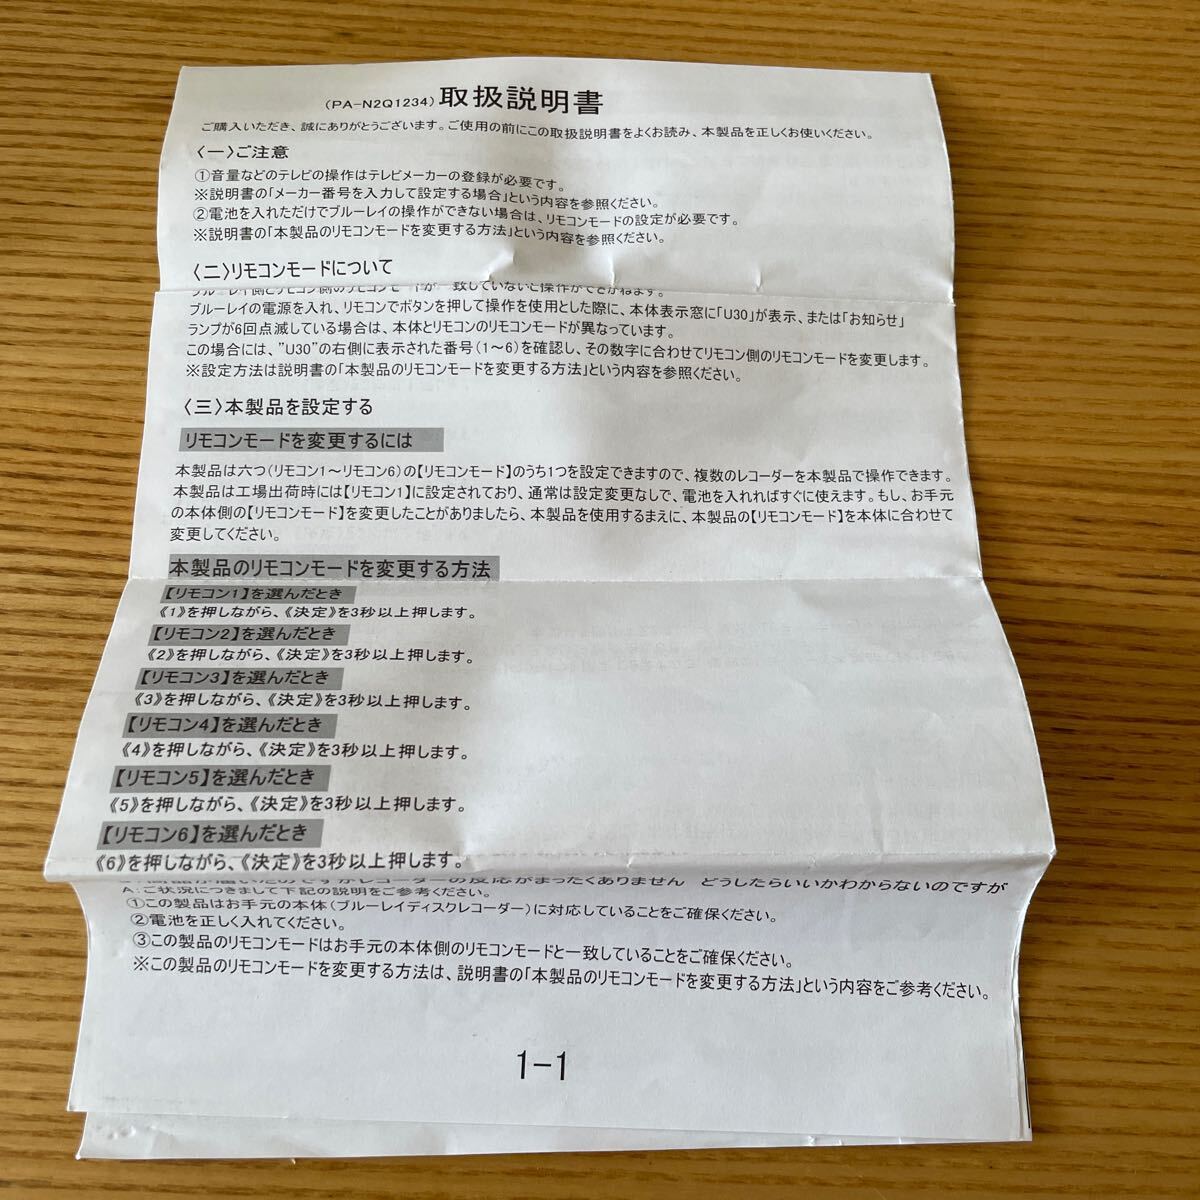 (PA-N2Q1234)取扱説明書
ご購入いただき、誠にありがとうございます。ご使用の前にこの取扱説明書をよくお読み、本製品を正しくお使いください。
〈一〉ご注意
①音量などのテレビの操作はテレビメーカーの登録が必要です。
※説明書の「メーカー番号を入力して設定する場合」という内容を参照ください。
②電池を入れただけでブルーレイの操作ができない場合は、リモコンモードの設定が必要です。
※説明書の「本製品のリモコンモードを変更する方法」という内容を参照ください。
〈二〉リモコンモードについて
ブルーレイ側とリモコン側のリモコンモードが一致していないと操作ができかねます。
ブルーレイの電源を入れ、リモコンでボタンを押して操作を使用とした際に、本体表示窓に「U30」が表示、または「お知らせ」
ランプが6回点滅している場合は、本体とリモコンのリモコンモードが異なっています。
この場合には、”U30”の右側に表示された番号(1～6)を確認し、その数字に合わせてリモコン側のリモコンモードを変更します。
※設定方法は説明書の「本製品のリモコンモードを変更する方法」という内容を参照ください。
〈三〉本製品を設定する
リモコンモードを変更するには
本製品は六つ(リモコン1～リモコン6)の【リモコンモード】のうち1つを設定できますので、複数のレコーダーを本製品で操作できます。
本製品は工場出荷時には【リモコン1】に設定されており、通常は設定変更なしで、電池を入れればすぐに使えます。もし、お手元
の本体側の【リモコンモード】を変更したことがありましたら、本製品を使用するまえに、本製品の【リモコンモード】を本体に合わせて
変更してください。
本製品のリモコンモードを変更する方法
【リモコン1】を選んだとき
《1》を押しながら、《決定》を3秒以上押します。
【リモコン2】を選んだとき
《2》を押しながら、《決定》を3秒以上押します。
【リモコン3】を選んだとき
《3》を押しながら、《決定》を3秒以上押します。
【リモコン4】を選んだとき
《4》を押しながら、《決定》を3秒以上押します。
【リモコン5】を選んだとき
《5》を押しながら、《決定》を3秒以上押します。
【リモコン6】を選んだとき
《6》を押しながら、《決定》を3秒以上押します。
商品が届いたのですがレコーダーの反応がまったくありません どうしたらいいかわからないのですが
A:ご状況につきまして下記の説明をご参考ください。
①この製品はお手元の本体(ブルーレイディスクレコーダー)に対応していることをご確保ください。
②電池を正しく入れてください。
③この製品のリモコンモードはお手元の本体側のリモコンモードと一致していることをご確保ください。
※この製品のリモコンモードを変更する方法は、説明書の「本製品のリモコンモードを変更する方法」という内容をご参考ください。
1-1